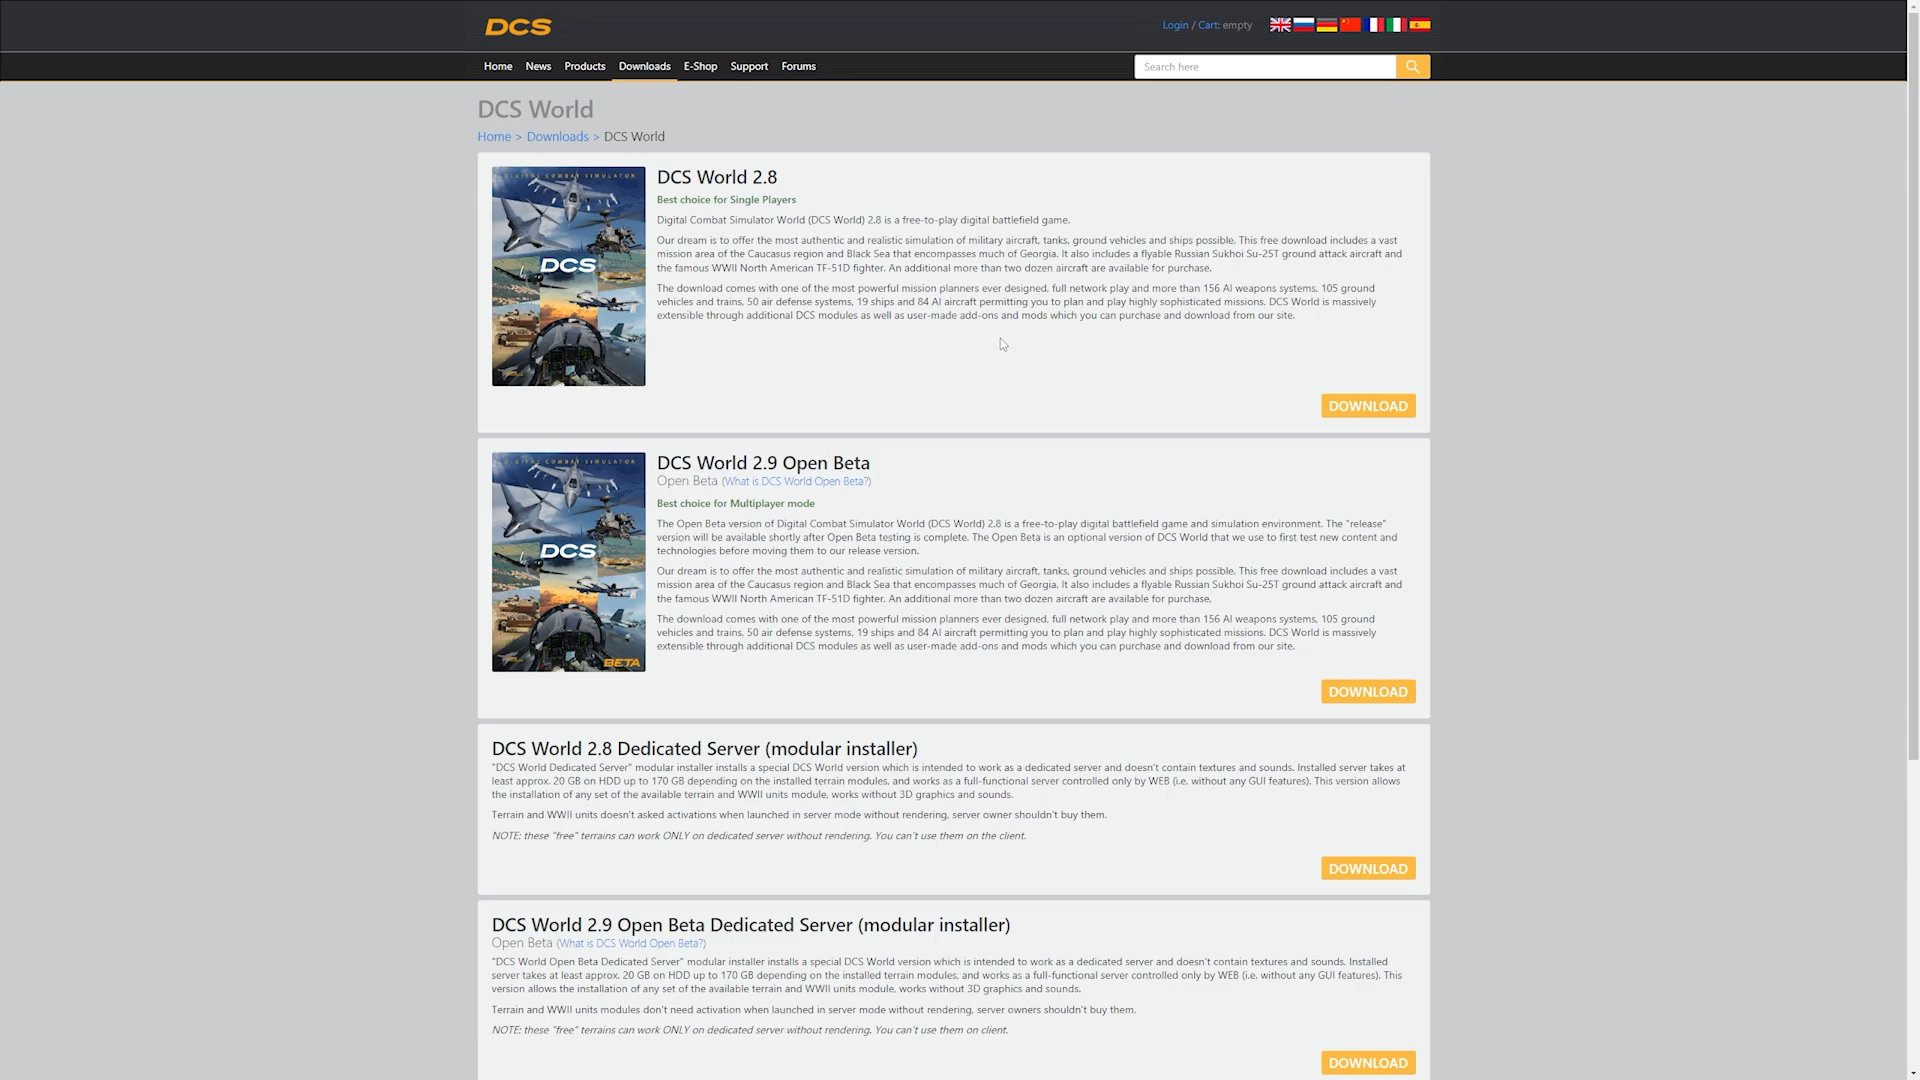 DCS
Login / Cart: empty
Home News Products Downloads E-Shop Support Forums
Search here
DCS World
Home > Downloads > DCS World
DIGITAL COMBAT SIMULATOR
DCS
DCS World 2.8
Best choice for Single Players
Digital Combat Simulator World (DCS World) 2.8 is a free-to-play digital battlefield game.
Our dream is to offer the most authentic and realistic simulation of military aircraft, tanks, ground vehicles and ships possible. This free download includes a vast
mission area of the Caucasus region and Black Sea that encompasses much of Georgia. It also includes a flyable Russian Sukhoi Su-25T ground attack aircraft and
the famous WWII North American TF-51D fighter. An additional more than two dozen aircraft are available for purchase.
The download comes with one of the most powerful mission planners ever designed, full network play and more than 156 AI weapons systems, 105 ground
vehicles and trains, 50 air defense systems, 19 ships and 84 AI aircraft permitting you to plan and play highly sophisticated missions. DCS World is massively
extensible through additional DCS modules as well as user-made add-ons and mods which you can purchase and download from our site.
DOWNLOAD
DIGITAL COMBAT SIMULATOR
DCS
BETA
DCS World 2.9 Open Beta
Open Beta (What is DCS World Open Beta?)
Best choice for Multiplayer mode
The Open Beta version of Digital Combat Simulator World (DCS World) 2.8 is a free-to-play digital battlefield game and simulation environment. The "release"
version will be available shortly after Open Beta testing is complete. The Open Beta is an optional version of DCS World that we use to first test new content and
technologies before moving them to our release version.
Our dream is to offer the most authentic and realistic simulation of military aircraft, tanks, ground vehicles and ships possible. This free download includes a vast
mission area of the Caucasus region and Black Sea that encompasses much of Georgia. It also includes a flyable Russian Sukhoi Su-25T ground attack aircraft and
the famous WWII North American TF-51D fighter. An additional more than two dozen aircraft are available for purchase.
The download comes with one of the most powerful mission planners ever designed, full network play and more than 156 AI weapons systems, 105 ground
vehicles and trains, 50 air defense systems, 19 ships and 84 AI aircraft permitting you to plan and play highly sophisticated missions. DCS World is massively
extensible through additional DCS modules as well as user-made add-ons and mods which you can purchase and download from our site.
DOWNLOAD
DCS World 2.8 Dedicated Server (modular installer)
"DCS World Dedicated Server" modular installer installs a special DCS World version which is intended to work as a dedicated server and doesn't contain textures and sounds. Installed server takes at
least approx. 20 GB on HDD up to 170 GB depending on the installed terrain modules, and works as a full-functional server controlled only by WEB (i.e. without any GUI features). This version allows
the installation of any set of the available terrain and WWII units module, works without 3D graphics and sounds.
Terrain and WWII units doesn't asked activations when launched in server mode without rendering, server owner shouldn't buy them.
NOTE: these "free" terrains can work ONLY on dedicated server without rendering. You can't use them on the client.
DOWNLOAD
DCS World 2.9 Open Beta Dedicated Server (modular installer)
Open Beta (What is DCS World Open Beta?)
"DCS World Open Beta Dedicated Server" modular installer installs a special DCS World version which is intended to work as a dedicated server and doesn't contain textures and sounds. Installed
server takes at least approx. 20 GB on HDD up to 170 GB depending on the installed terrain modules, and works as a full-functional server controlled only by WEB (i.e. without any GUI features). This
version allows the installation of any set of the available terrain and WWII units module, works without 3D graphics and sounds.
Terrain and WWII units modules don't need activation when launched in server mode without rendering, server owners shouldn't buy them.
NOTE: these "free" terrains can work ONLY on dedicated server without rendering. You can't use them on client.
DOWNLOAD